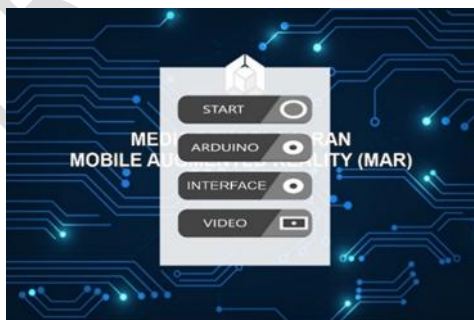 START
MOBILE AUGMENTED REALITY (MAR)
ARDUINO
INTERFACE
VIDEO